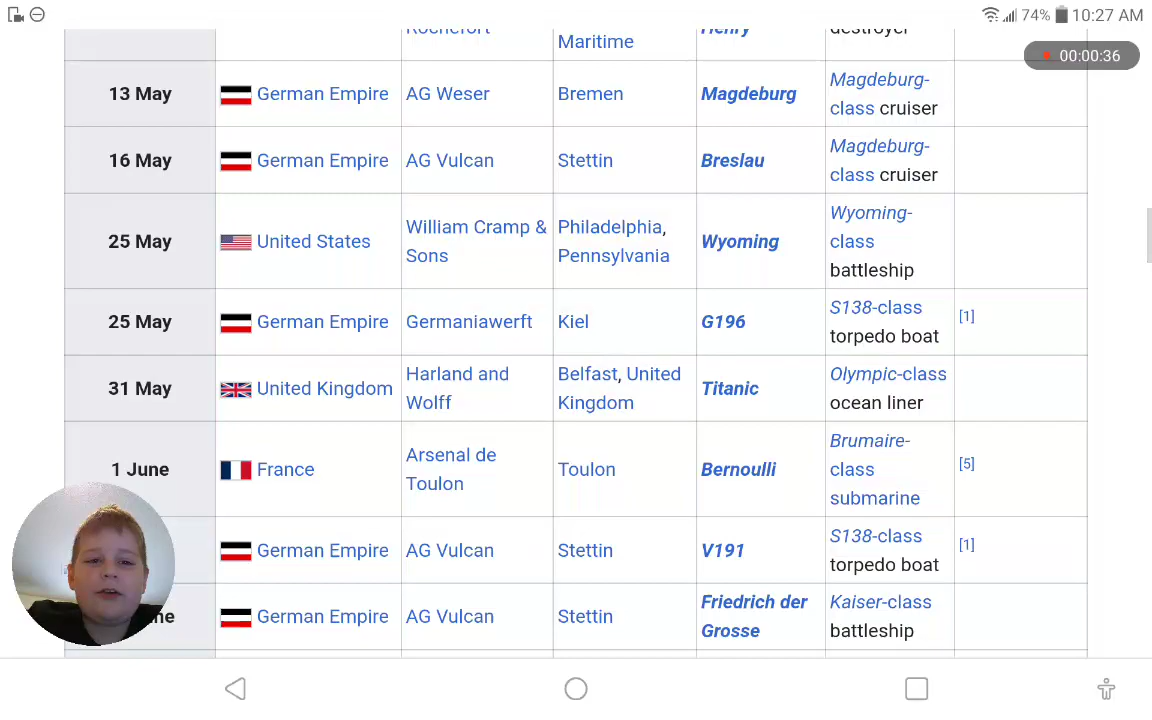 74% 10:27 AM
00:00:36
Rochefort Maritime Henry destroyer
13 May German Empire AG Weser Bremen Magdeburg Magdeburg-class cruiser
16 May German Empire AG Vulcan Stettin Breslau Magdeburg-class cruiser
25 May United States William Cramp & Sons Philadelphia, Pennsylvania Wyoming Wyoming-class battleship
25 May German Empire Germaniawerft Kiel G196 S138-class torpedo boat [1]
31 May United Kingdom Harland and Wolff Belfast, United Kingdom Titanic Olympic-class ocean liner
1 June France Arsenal de Toulon Toulon Bernoulli Brumaire-class submarine [5]
German Empire AG Vulcan Stettin V191 S138-class torpedo boat [1]
German Empire AG Vulcan Stettin Friedrich der Grosse Kaiser-class battleship